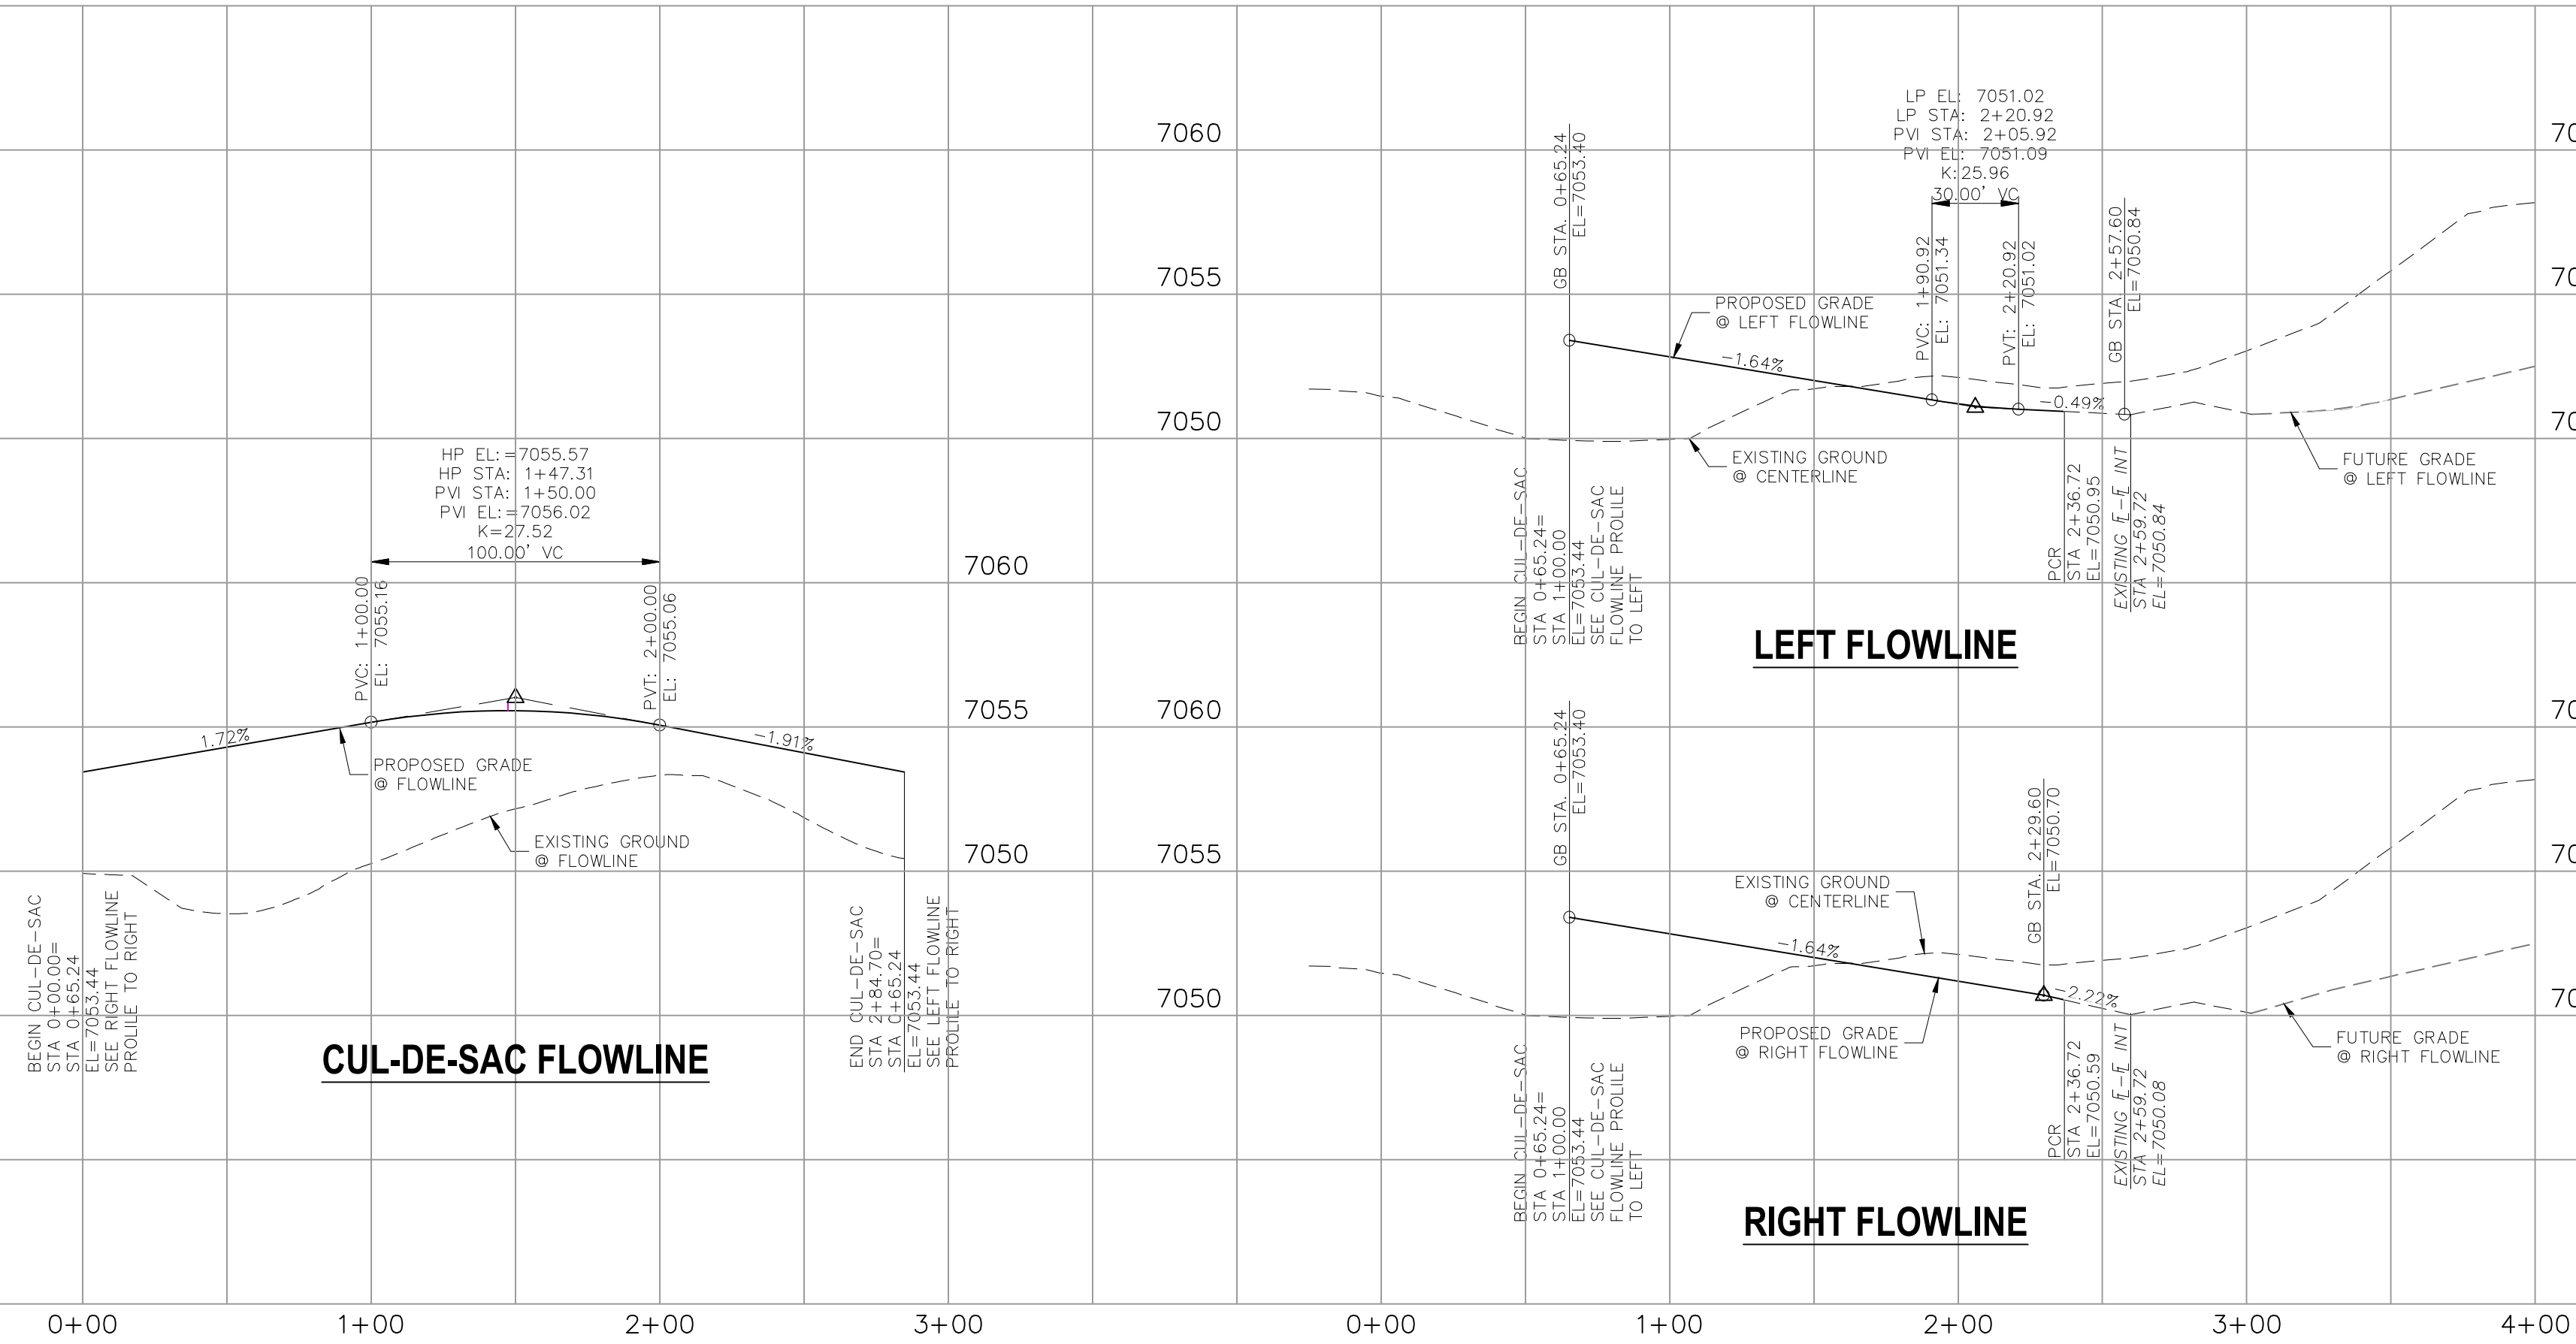 HP EL:=7055.57
HP STA: 1+47.31
PVI STA: 1+50.00
PVI EL:=7056.02
K=27.52
100.00' VC
PVC: 1+00.00
EL: 7055.16
PVT: 2+00.00
EL: 7055.06
1.72%
-1.91%
PROPOSED GRADE
@ FLOWLINE
EXISTING GROUND
@ FLOWLINE
7060
7055
7050
BEGIN CUL-DE-SAC
STA 0+00.00=
STA 0+65.24
EL=7053.44
SEE RIGHT FLOWLINE
PROLILE TO RIGHT
END CUL-DE-SAC
STA 2+84.70=
STA 0+65.24
EL=7053.44
SEE LEFT FLOWLINE
PROLILE TO RIGHT
CUL-DE-SAC FLOWLINE
7060
7055
7050
GB STA. 0+65.24
EL=7053.40
LP EL: 7051.02
LP STA: 2+20.92
PVI STA: 2+05.92
PVI EL: 7051.09
K:25.96
30.00' VC
PVC: 1+90.92
EL: 7051.34
PVT: 2+20.92
EL: 7051.02
GB STA. 2+57.60
EL=7050.84
PROPOSED GRADE
@ LEFT FLOWLINE
-1.64%
-0.49%
EXISTING GROUND
@ CENTERLINE
FUTURE GRADE
@ LEFT FLOWLINE
BEGIN CUL-DE-SAC
STA 0+65.24=
STA 1+00.00
EL=7053.44
SEE CUL-DE-SAC
FLOWLINE PROLILE
TO LEFT
PCR
STA 2+36.72
EL=7050.95
EXISTING ℄-℄ INT
STA 2+59.72
EL=7050.84
LEFT FLOWLINE
7060
7055
7050
GB STA. 0+65.24
EL=7053.40
GB STA. 2+29.60
EL=7050.70
EXISTING GROUND
@ CENTERLINE
-1.64%
-2.22%
PROPOSED GRADE
@ RIGHT FLOWLINE
FUTURE GRADE
@ RIGHT FLOWLINE
BEGIN CUL-DE-SAC
STA 0+65.24=
STA 1+00.00
EL=7053.44
SEE CUL-DE-SAC
FLOWLINE PROLILE
TO LEFT
PCR
STA 2+36.72
EL=7050.59
EXISTING ℄-℄ INT
STA 2+59.72
EL=7050.08
RIGHT FLOWLINE
0+00 1+00 2+00 3+00 0+00 1+00 2+00 3+00 4+00